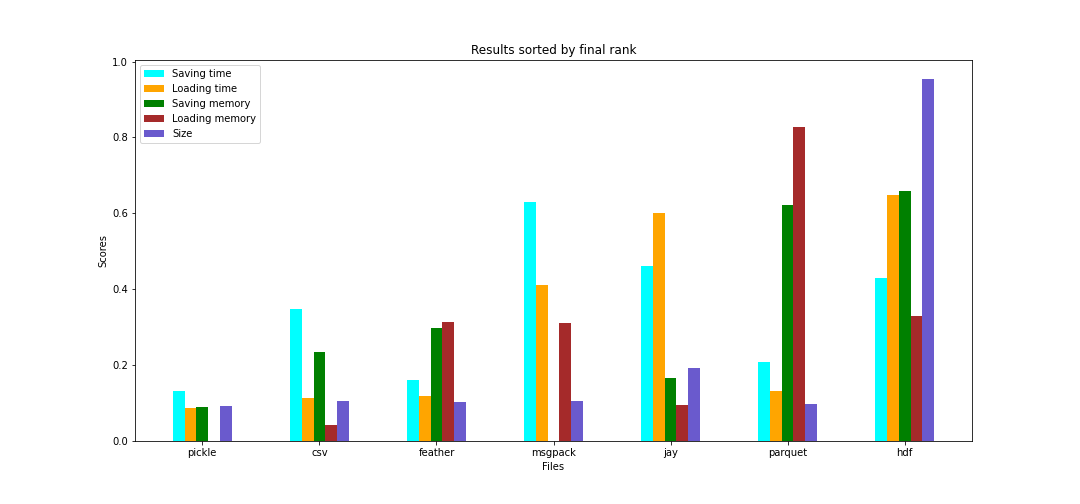 Results sorted by final rank
Saving time
Loading time
Saving memory
Loading memory
Size
1.0
0.8
0.6
0.4
0.2
0.0
Scores
pickle csv feather msgpack jay parquet hdf
Files